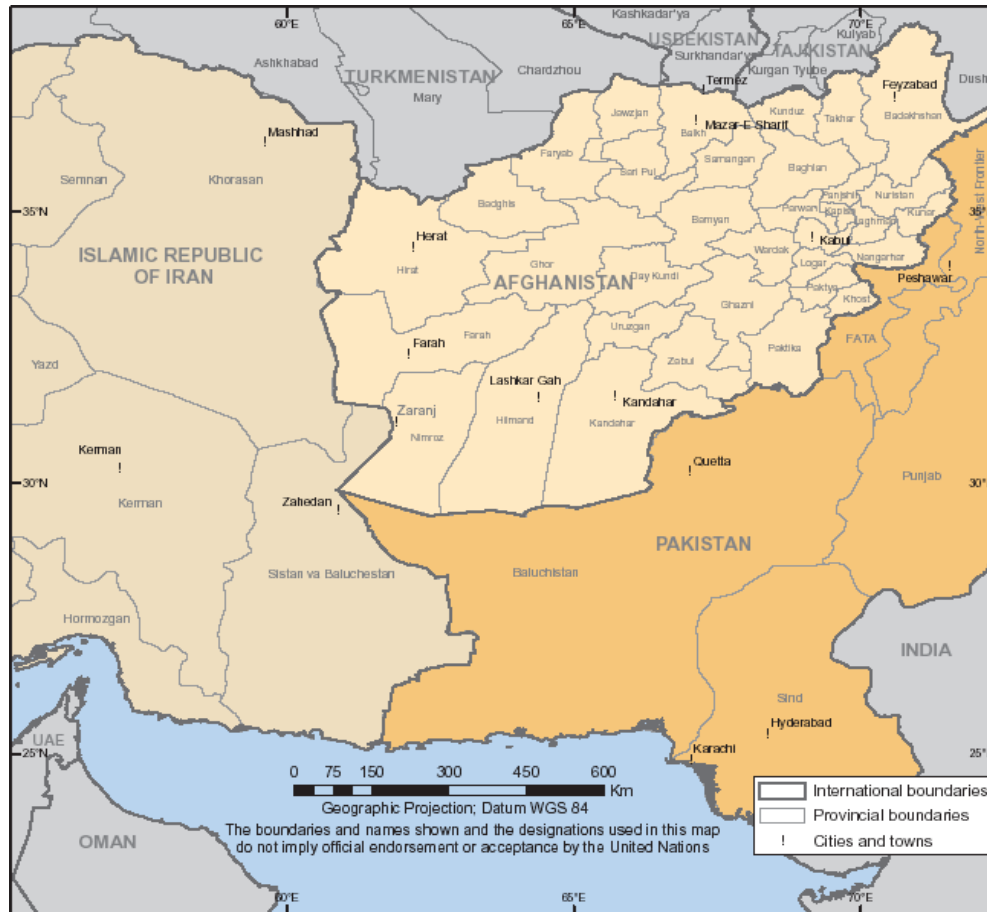 60°E
65°E
70°E
Kashkadar'ya
Kulyab
USBEKISTAN
TAJIKISTAN
Surkhandar'ya
Kurgan Tyube
Ashkhabad
TURKMENISTAN
Chardzhou
Mary
Termez
Feyzabad
Dush
Jawzjan
Balkh
Mazar-E Sharif
Kunduz
Takhar
Badakhshan
Mashhad
Faryab
Samangan
Baghlan
Sari Pul
Semnan
Khorasan
Badghis
Panjshir
Nuristan
35°N
35°
Bamyan
Parwan
Kapisa
Laghman
Kunar
North-West Frontier
Herat
Kabul
ISLAMIC REPUBLIC
OF IRAN
Hirat
Ghor
Wardak
Logar
Nangarhar
Peshawar
AFGHANISTAN
Day Kundi
Paktya
Khost
Ghazni
Farah
Farah
Uruzgan
FATA
Yazd
Zabul
Paktika
Lashkar Gah
Zaranj
Kandahar
Hilmand
Kandahar
Nimroz
Kerman
Quetta
Punjab
30°N
30°
Kerman
Zahedan
PAKISTAN
Sistan va Baluchestan
Baluchistan
Hormozgan
INDIA
Sind
Hyderabad
UAE
Karachi
25°N
25°
0 75 150 300 450 600
Km
Geographic Projection; Datum WGS 84
The boundaries and names shown and the designations used in this map
do not imply official endorsement or acceptance by the United Nations
International boundaries
Provincial boundaries
! Cities and towns
OMAN
60°E
65°E
70°E